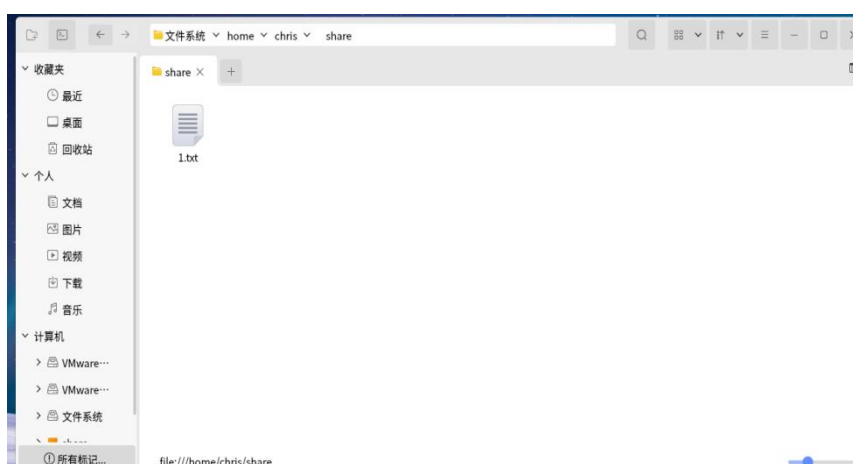 文件系统 home chris share
收藏夹
share
最近
桌面
1.txt
回收站
个人
文档
图片
视频
下载
音乐
计算机
VMware…
VMware…
文件系统
share
所有标记...
file:///home/chris/share